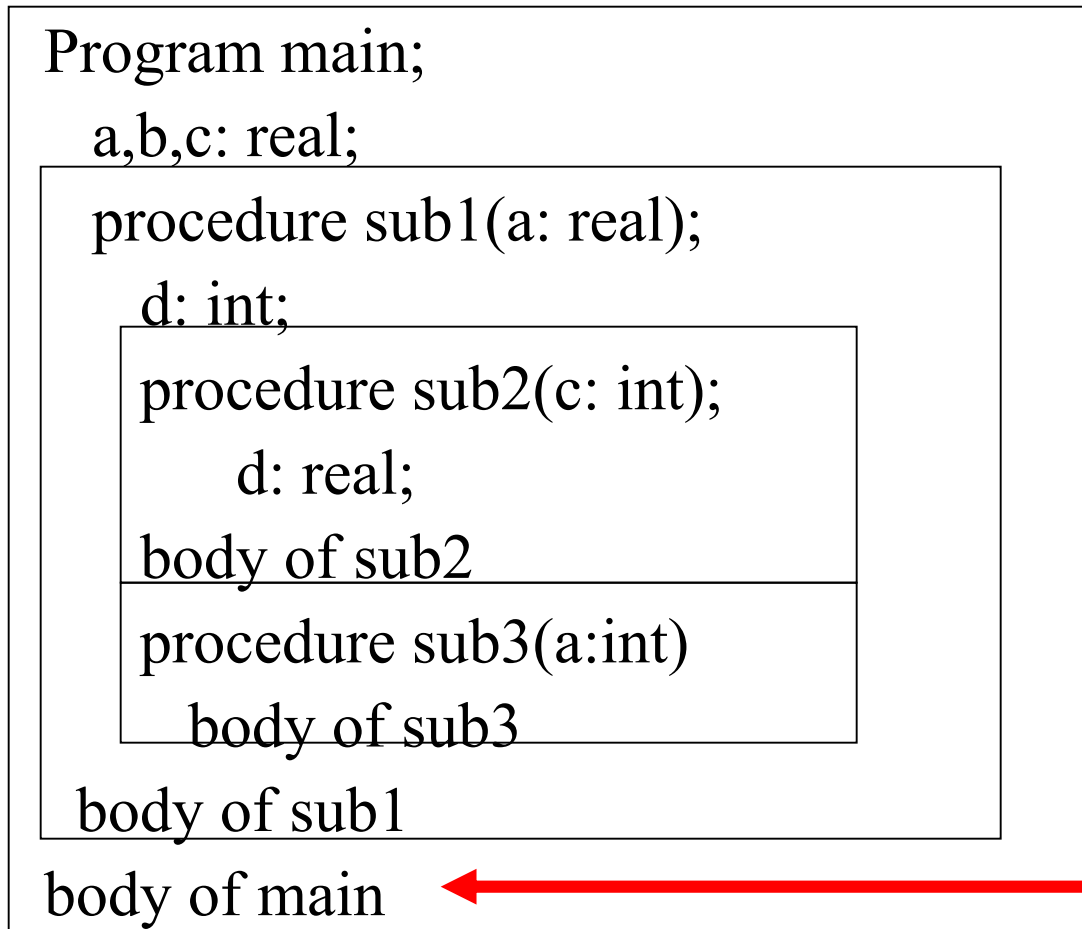 Program main;
a,b,c: real;
procedure sub1(a: real);
d: int;
procedure sub2(c: int);
d: real;
body of sub2
procedure sub3(a:int)
body of sub3
body of sub1
body of main